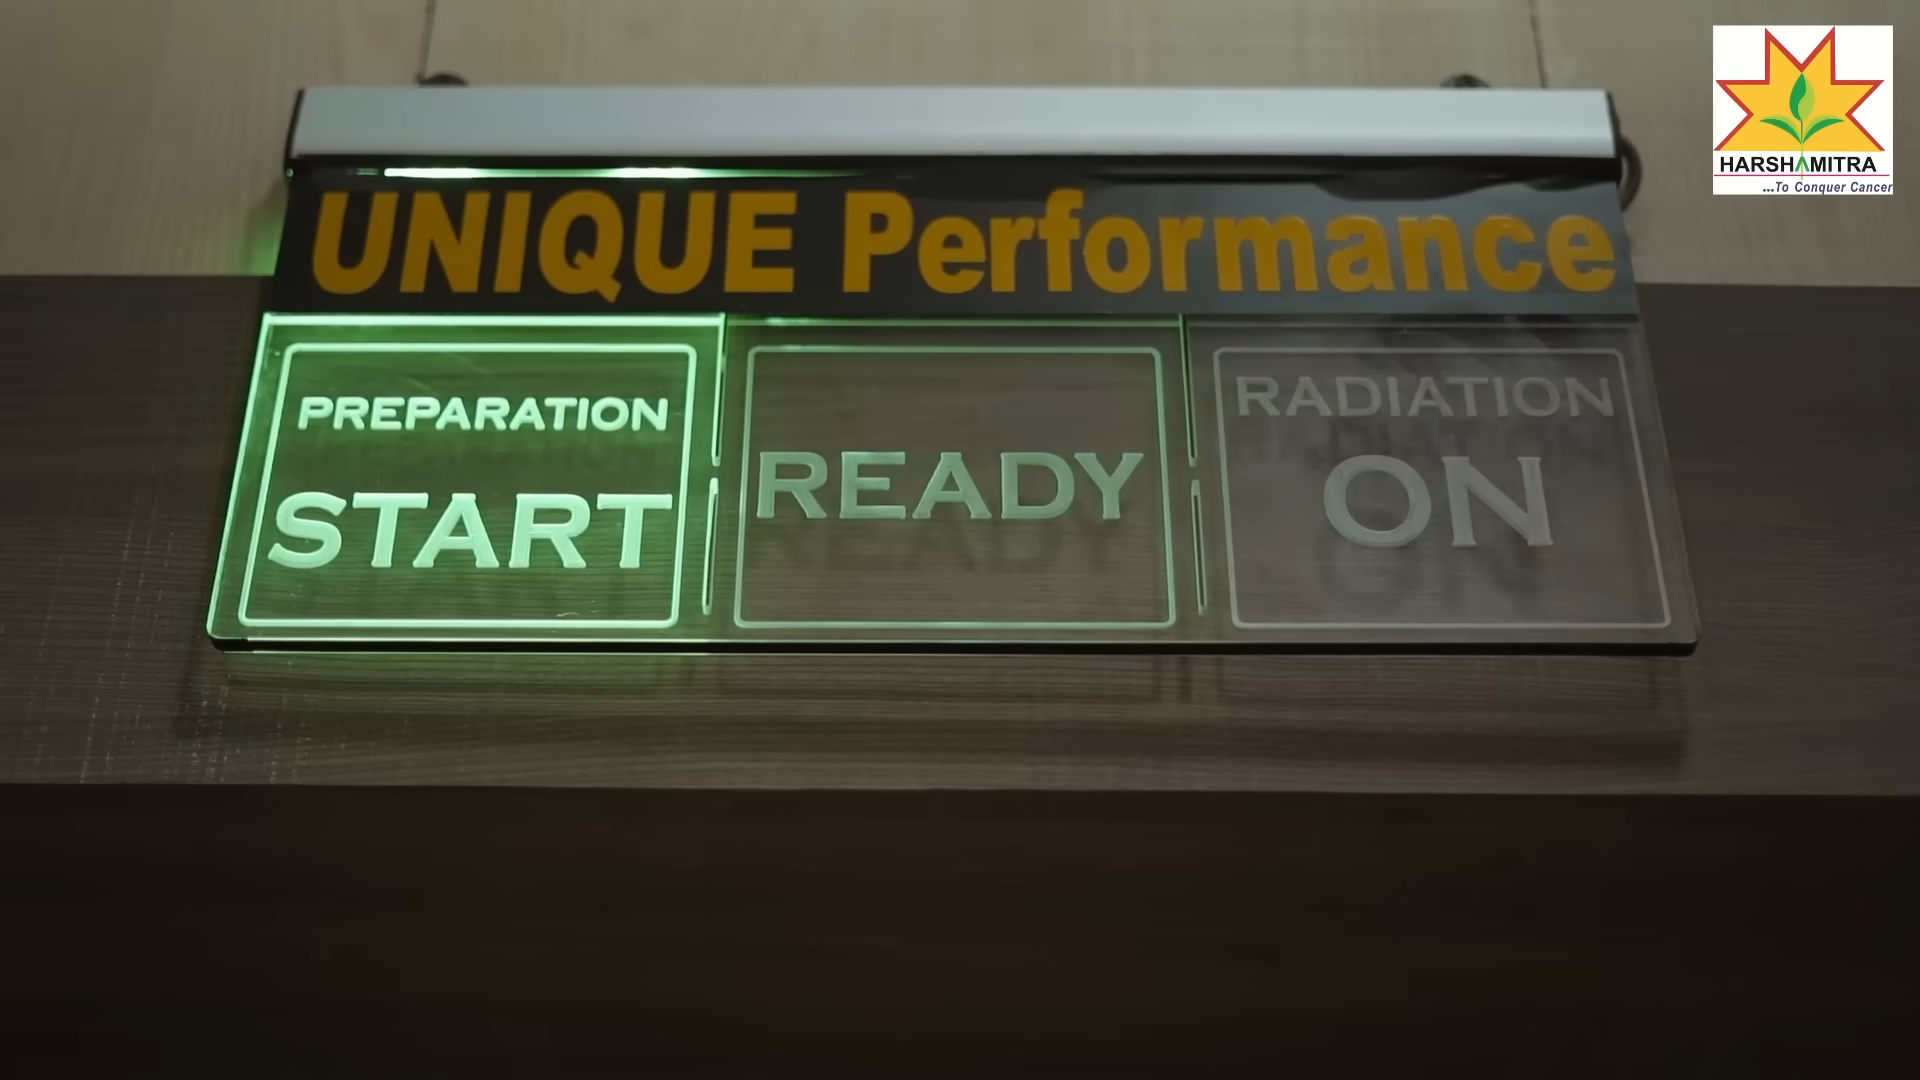 UNIQUE Performance
PREPARATION
START
READY
RADIATION
ON
HARSHAMITRA
...To Conquer Cancer